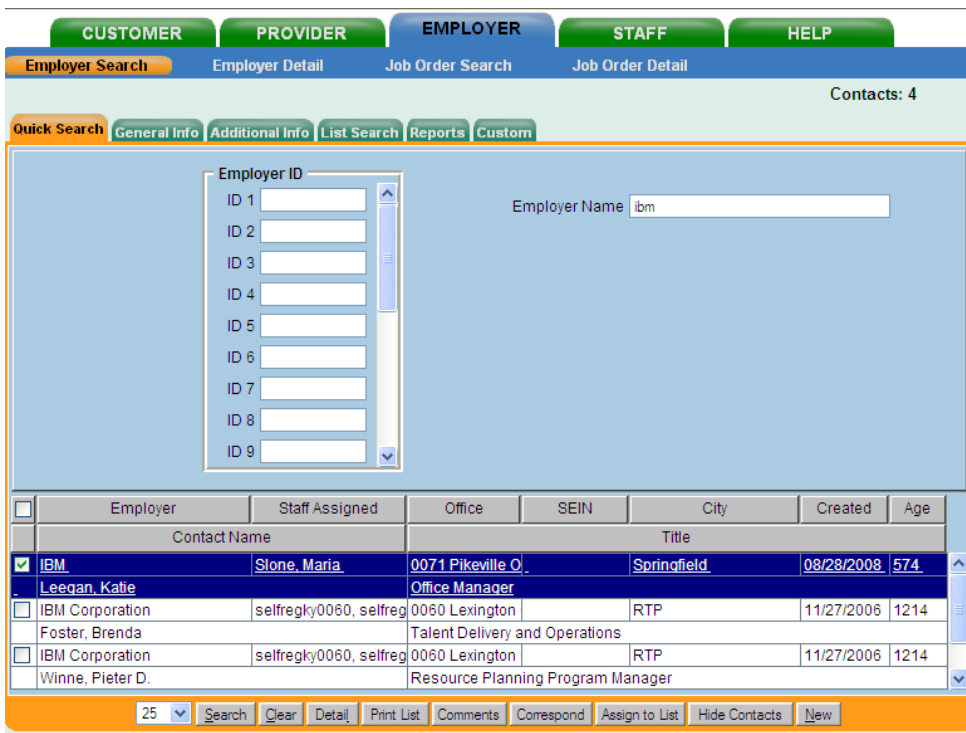 CUSTOMER PROVIDER EMPLOYER STAFF HELP
Employer Search Employer Detail Job Order Search Job Order Detail
Contacts: 4
Quick Search General Info Additional Info List Search Reports Custom
Employer ID
ID 1
Employer Name ibm
ID 2
ID 3
ID 4
ID 5
ID 6
ID 7
ID 8
ID 9
Employer Staff Assigned Office SEIN City Created Age
Contact Name Title
IBM Slone, Maria 0071 Pikeville O Springfield 08/28/2008 574
Leegan, Katie Office Manager
IBM Corporation selfregky0060, selfreg 0060 Lexington RTP 11/27/2006 1214
Foster, Brenda Talent Delivery and Operations
IBM Corporation selfregky0060, selfreg 0060 Lexington RTP 11/27/2006 1214
Winne, Pieter D. Resource Planning Program Manager
25 Search Clear Detail Print List Comments Correspond Assign to List Hide Contacts New